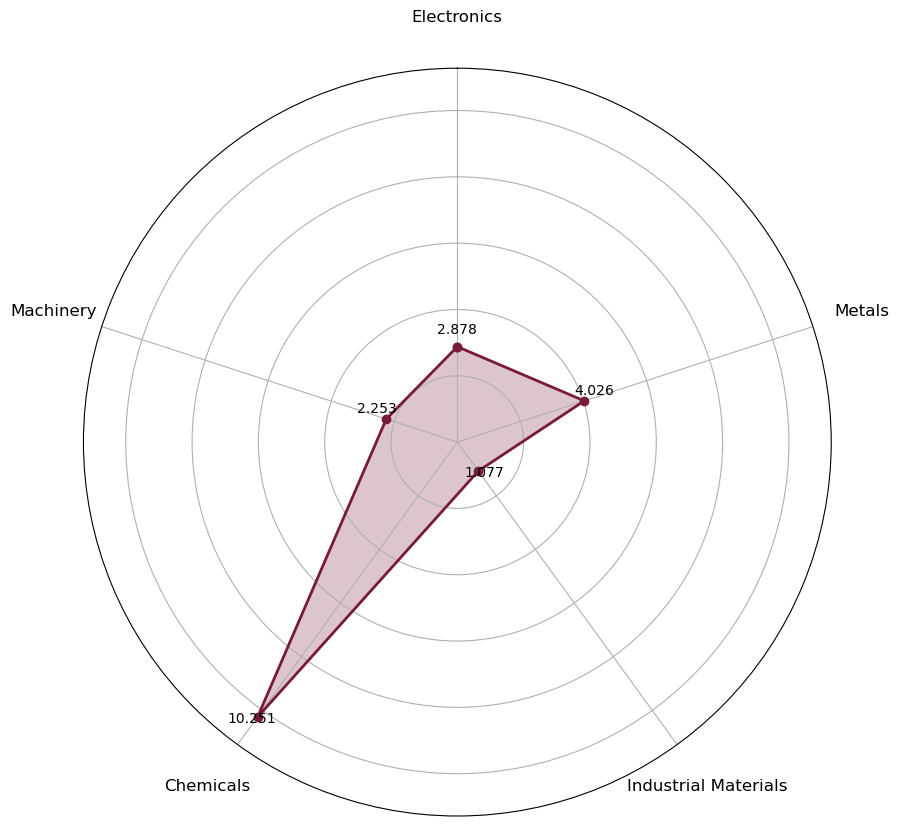 Electronics
Machinery
Metals
2.878
4.026
2.253
1.077
10.251
Chemicals
Industrial Materials